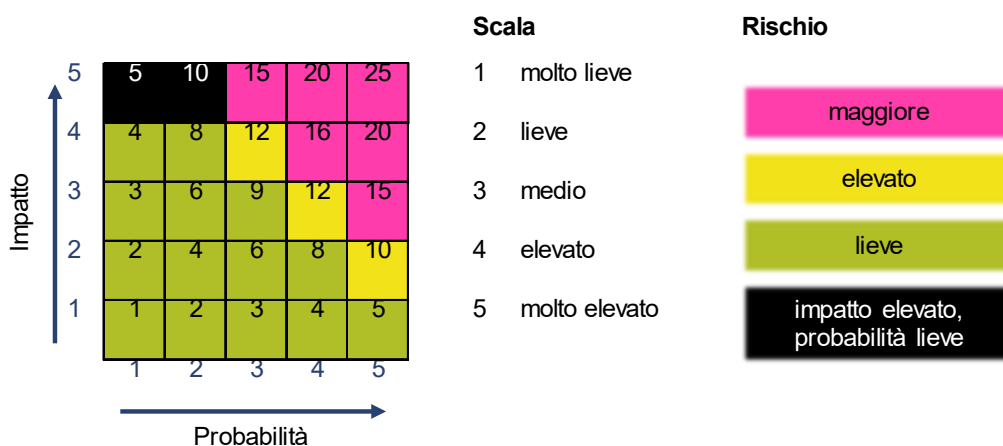 Scala
Rischio
5 5 10 15 20 25
4 4 8 12 16 20
3 3 6 9 12 15
2 2 4 6 8 10
1 1 2 3 4 5
1 2 3 4 5
Impatto
Probabilità
1 molto lieve
2 lieve
3 medio
4 elevato
5 molto elevato
maggiore
elevato
lieve
impatto elevato,
probabilità lieve